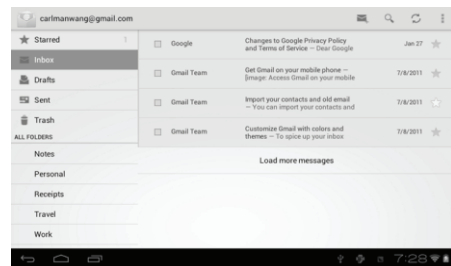 carlmanwang@gmail.com
Starred 1
Inbox
Drafts
Sent
Trash
ALL FOLDERS
Notes
Personal
Receipts
Travel
Work
Google
Changes to Google Privacy Policy
and Terms of Service — Dear Google
Jan 27
Gmail Team
Get Gmail on your mobile phone —
[image: Access Gmail on your mobile
7/8/2011
Gmail Team
Import your contacts and old email
— You can import your contacts and
7/8/2011
Gmail Team
Customize Gmail with colors and
themes — To spice up your inbox
7/8/2011
Load more messages
7:28